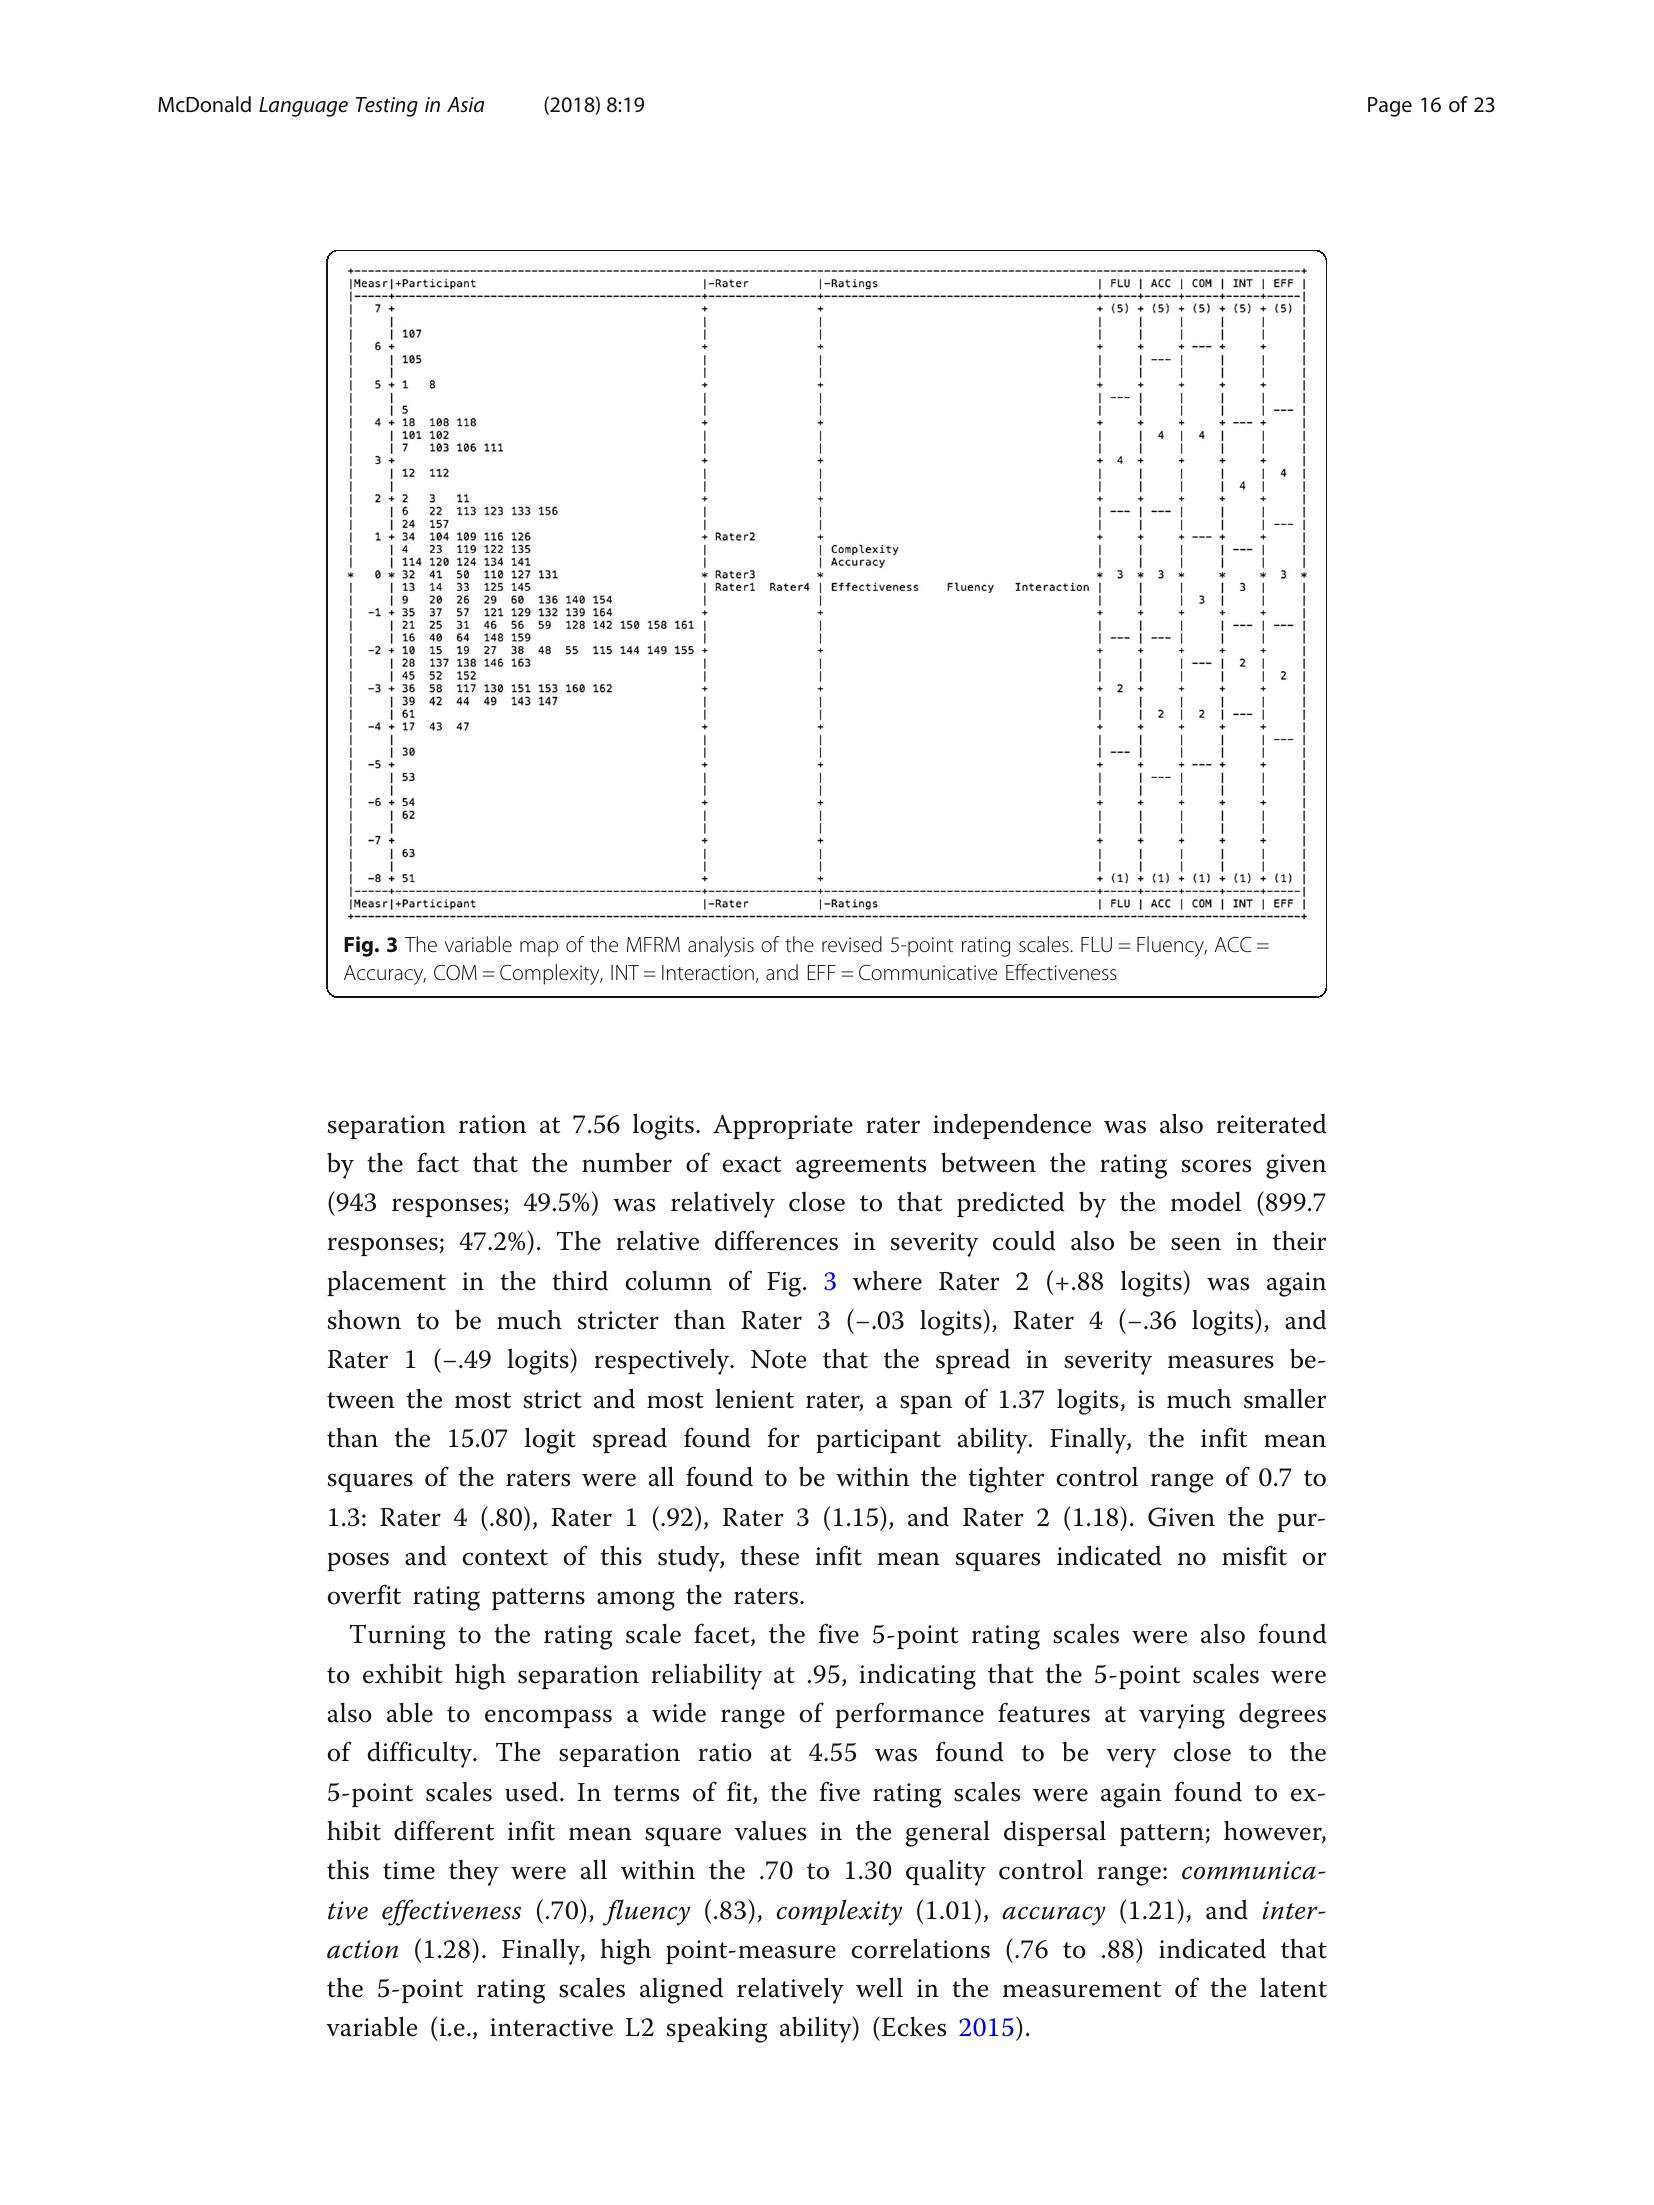 McDonald Language Testing in Asia (2018) 8:19 Page 16 of 23
|Measr|+Participant |-Rater |-Ratings | FLU | ACC | COM | INT | EFF |
| 7 + + + + (5) + (5) + (5) + (5) + (5) |
| | 107
| 6 + + + + + + --- + + |
| | 105 | | | | --- | | | |
| 5 + 1 8 + + + + + + + |
| | | --- |
| | 5 | --- |
| 4 + 18 108 118 + + + + + + --- + |
| | 101 102 | | | | 4 | 4 | | |
| | 7 103 106 111 | | | | | | | |
| 3 + + + + 4 + + + + |
| | 12 112 | | | | | | | 4 |
| | | | | | | | 4 | |
| 2 + 2 3 11 + + + + + + + |
| | 6 22 113 123 133 156 | | | --- | --- | | | |
| | 24 157 | | | | | | | --- |
| 1 + 34 104 109 116 126 + Rater2 + + + + --- + + |
| | 4 23 119 122 135 | | Complexity | | | | --- | |
| | 114 120 124 134 141 | | Accuracy | | | | | |
* 0 * 32 41 50 110 127 131 * Rater3 * * 3 * 3 * * * 3 *
| | 13 14 33 125 145 | Rater1 Rater4 | Effectiveness Fluency Interaction | | | | 3 | |
| | 9 20 26 29 60 136 140 154 | | | | | 3 | | |
| -1 + 35 37 57 121 129 132 139 164 + + + + + + + |
| | 21 25 31 46 56 59 128 142 150 158 161 | | | | | | --- | --- |
| | 16 40 64 148 159 | | | --- | --- | | | |
| -2 + 10 15 19 27 38 48 55 115 144 149 155 + + + + + + + |
| | 28 137 138 146 163 | | | | | --- | 2 | |
| | 45 52 152 | | | | | | | 2 |
| -3 + 36 58 117 130 151 153 160 162 + + + 2 + + + + |
| | 39 42 44 49 143 147 | | | | | | | |
| | 61 | | | | 2 | 2 | --- | |
| -4 + 17 43 47 + + + + + + + |
| | | --- |
| | 30 | | | --- | | | | |
| -5 + + + + + + --- + + |
| | 53 | | | | --- | | | |
| -6 + 54 + + + + + + + |
| | 62 | | | | | | | |
| -7 + + + + + + + + |
| | 63 | | | | | | | |
| -8 + 51 + + + (1) + (1) + (1) + (1) + (1) |
|Measr|+Participant |-Rater |-Ratings | FLU | ACC | COM | INT | EFF |
Fig. 3 The variable map of the MFRM analysis of the revised 5-point rating scales. FLU = Fluency, ACC =
Accuracy, COM = Complexity, INT = Interaction, and EFF = Communicative Effectiveness
separation ration at 7.56 logits. Appropriate rater independence was also reiterated
by the fact that the number of exact agreements between the rating scores given
(943 responses; 49.5%) was relatively close to that predicted by the model (899.7
responses; 47.2%). The relative differences in severity could also be seen in their
placement in the third column of Fig. 3 where Rater 2 (+.88 logits) was again
shown to be much stricter than Rater 3 (–.03 logits), Rater 4 (–.36 logits), and
Rater 1 (–.49 logits) respectively. Note that the spread in severity measures be-
tween the most strict and most lenient rater, a span of 1.37 logits, is much smaller
than the 15.07 logit spread found for participant ability. Finally, the infit mean
squares of the raters were all found to be within the tighter control range of 0.7 to
1.3: Rater 4 (.80), Rater 1 (.92), Rater 3 (1.15), and Rater 2 (1.18). Given the pur-
poses and context of this study, these infit mean squares indicated no misfit or
overfit rating patterns among the raters.
Turning to the rating scale facet, the five 5-point rating scales were also found
to exhibit high separation reliability at .95, indicating that the 5-point scales were
also able to encompass a wide range of performance features at varying degrees
of difficulty. The separation ratio at 4.55 was found to be very close to the
5-point scales used. In terms of fit, the five rating scales were again found to ex-
hibit different infit mean square values in the general dispersal pattern; however,
this time they were all within the .70 to 1.30 quality control range: communica-
tive effectiveness (.70), fluency (.83), complexity (1.01), accuracy (1.21), and inter-
action (1.28). Finally, high point-measure correlations (.76 to .88) indicated that
the 5-point rating scales aligned relatively well in the measurement of the latent
variable (i.e., interactive L2 speaking ability) (Eckes 2015).